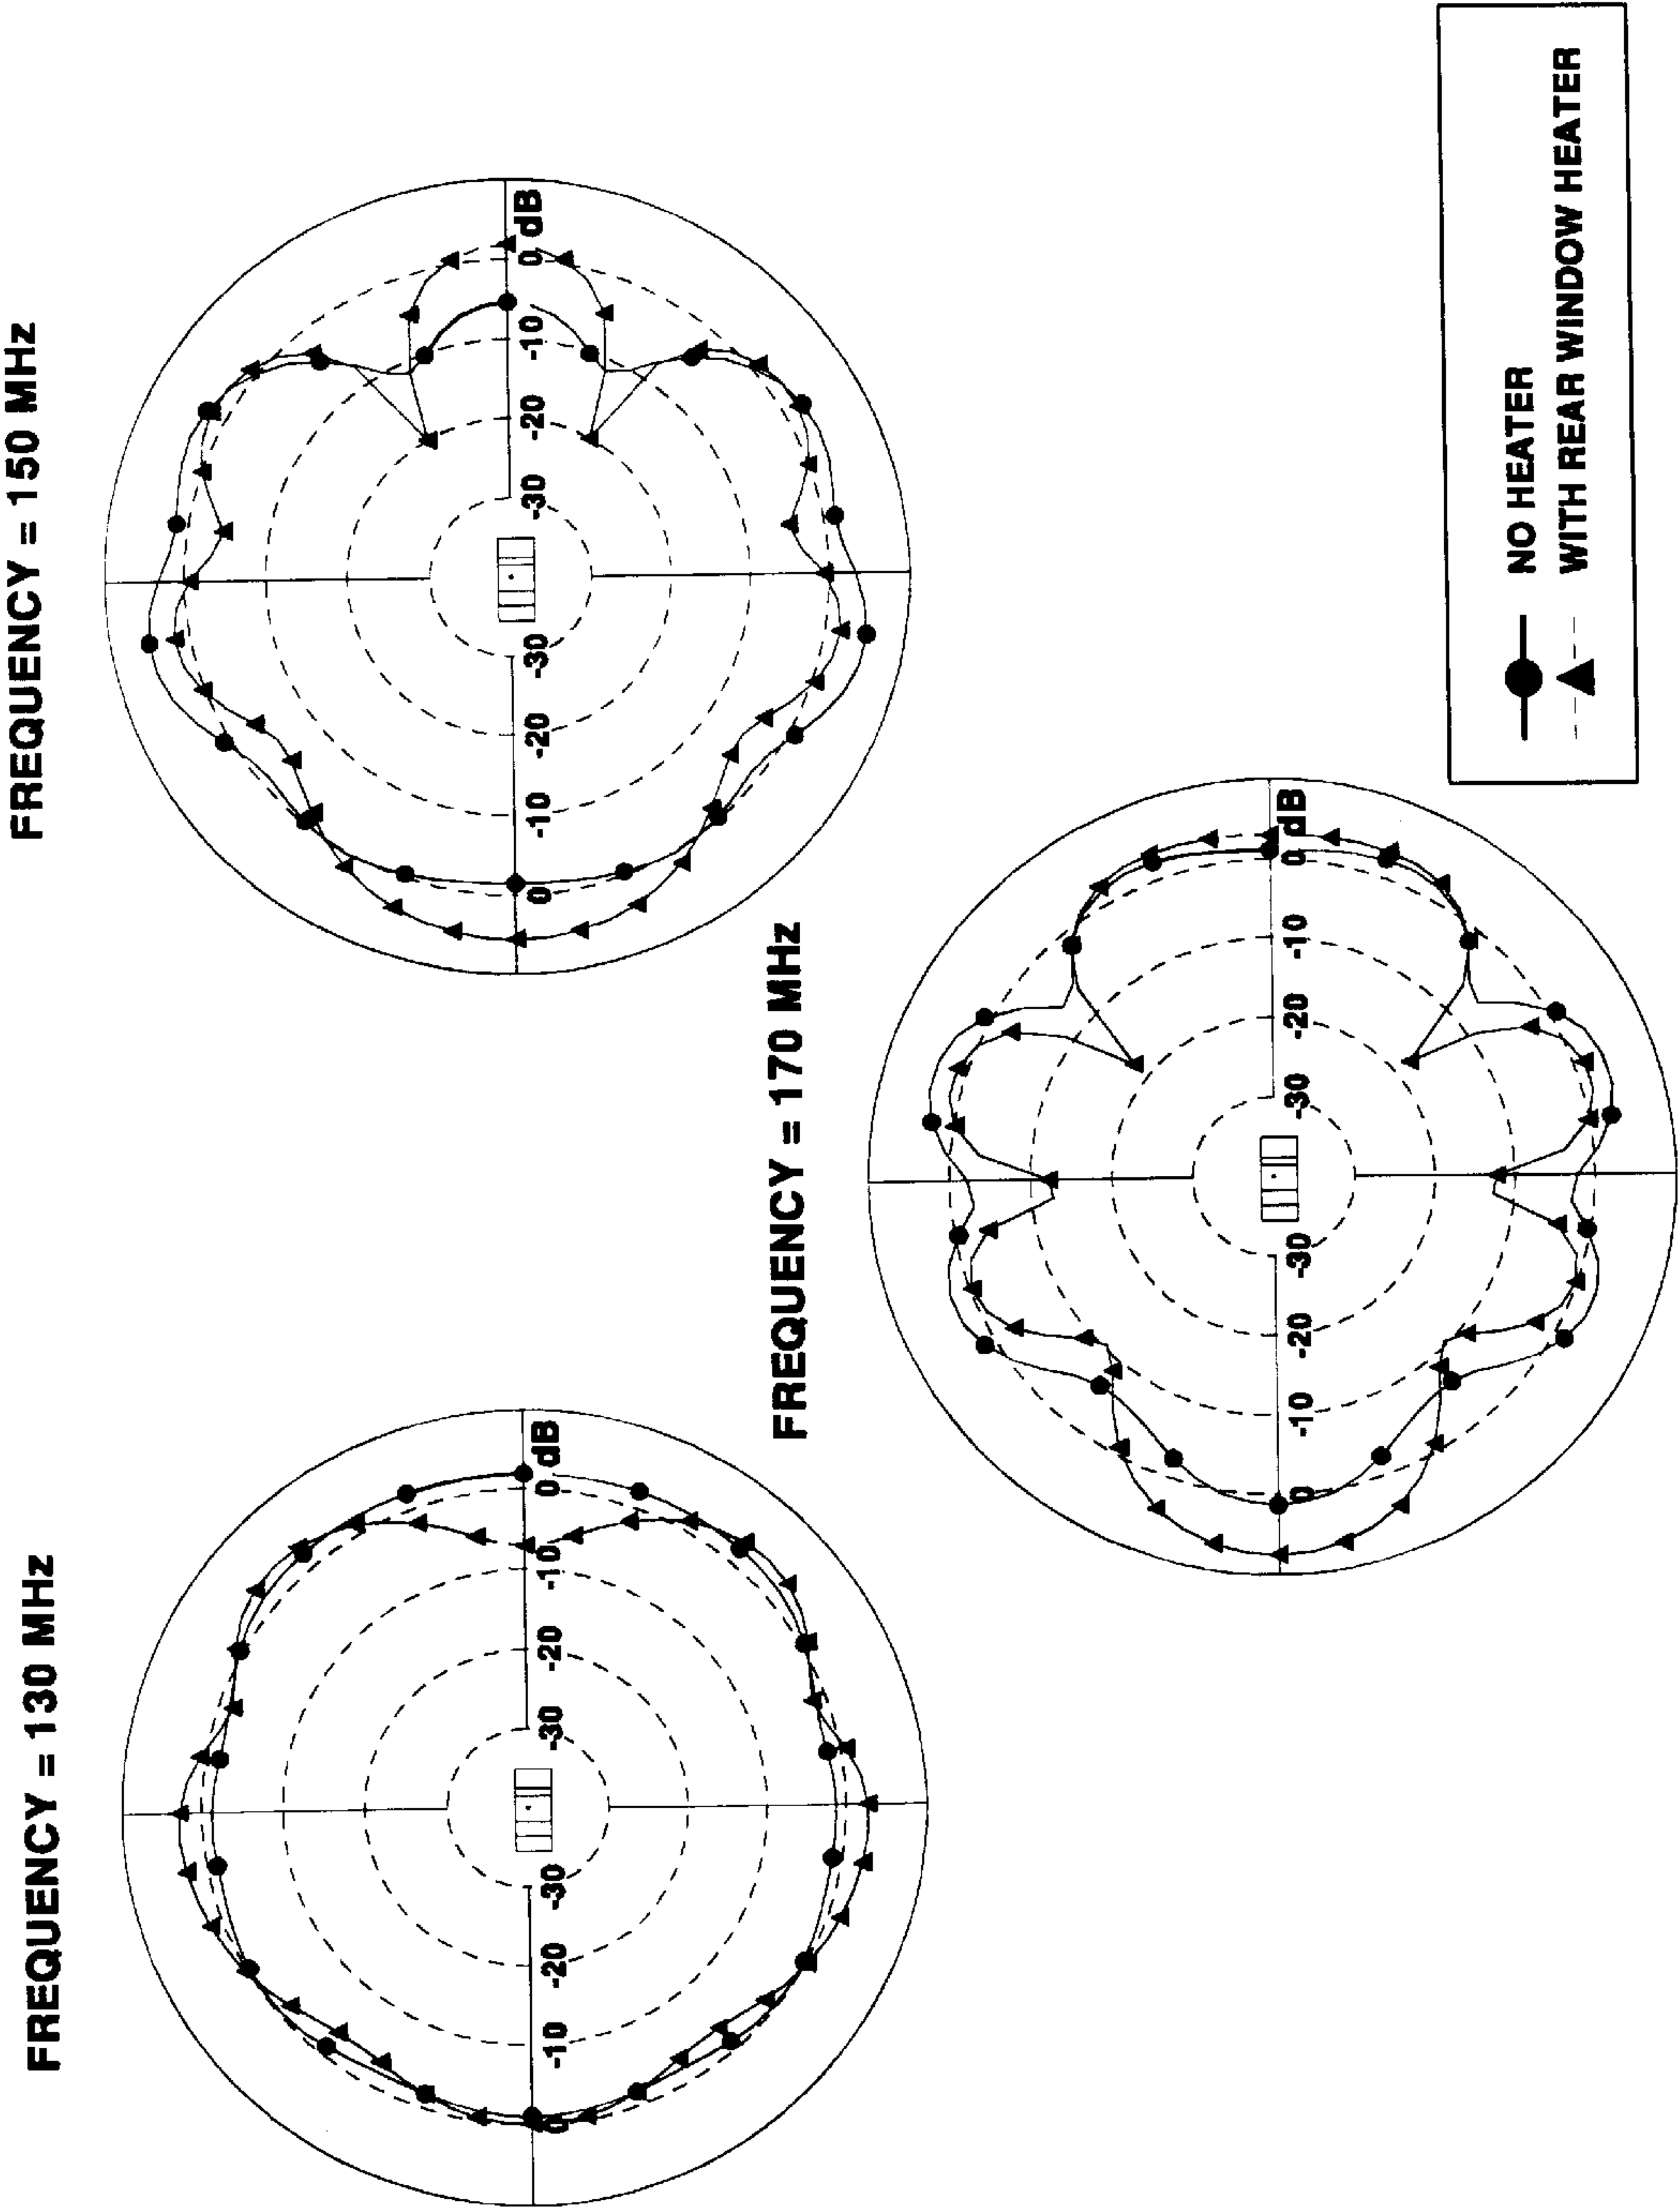 FREQUENCY = 130 MHz
0
-10
-20
-30
-30
-20
-10
0 dB
FREQUENCY = 150 MHz
0
-10
-20
-30
-30
-20
-10
0 dB
FREQUENCY = 170 MHz
0
-10
-20
-30
-30
-20
-10
0 dB
NO HEATER
WITH REAR WINDOW HEATER